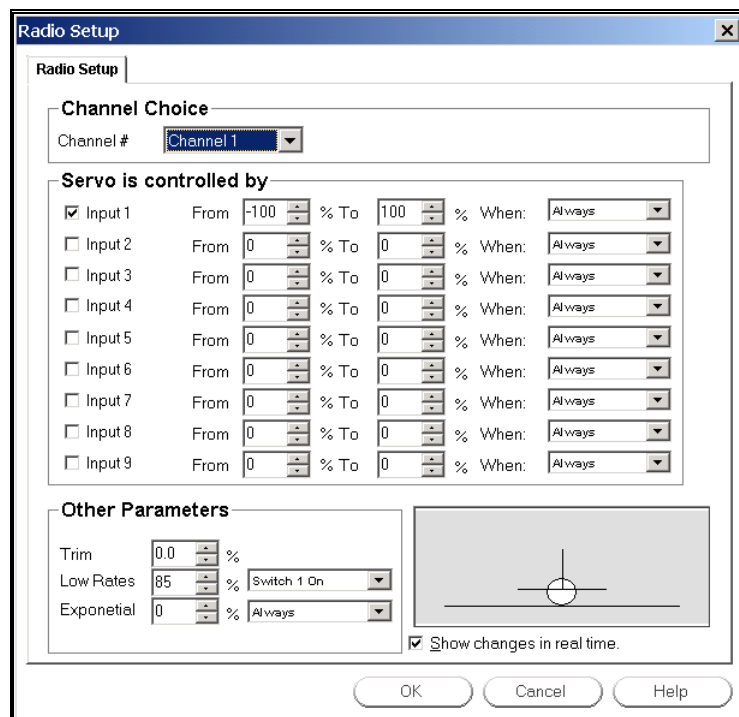 Radio Setup
Radio Setup
Channel Choice
Channel # Channel 1
Servo is controlled by
Input 1 From -100 % To 100 % When: Always
Input 2 From 0 % To 0 % When: Always
Input 3 From 0 % To 0 % When: Always
Input 4 From 0 % To 0 % When: Always
Input 5 From 0 % To 0 % When: Always
Input 6 From 0 % To 0 % When: Always
Input 7 From 0 % To 0 % When: Always
Input 8 From 0 % To 0 % When: Always
Input 9 From 0 % To 0 % When: Always
Other Parameters
Trim 0.0 %
Low Rates 85 % Switch 1 On
Exponetial 0 % Always
Show changes in real time.
OK Cancel Help